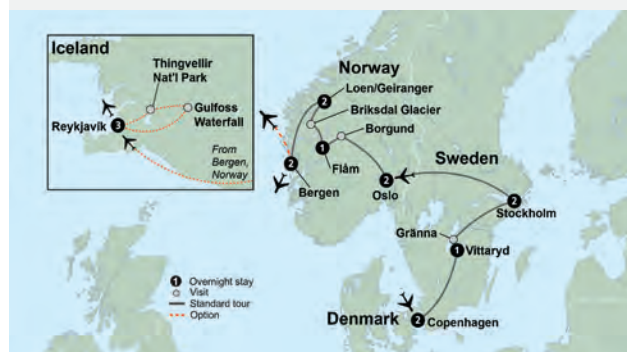 Iceland
Thingvellir
Nat'l Park
Gulfoss
Waterfall
Reykjavik
3
From
Bergen,
Norway
Norway
Loen/Geiranger
2
Briksdal Glacier
Borgund
1
Flåm
2
Bergen
2
Oslo
Sweden
2
Stockholm
Gränna
1
Vittaryd
Denmark
2
Copenhagen
1 Overnight stay
Visit
Standard tour
Option